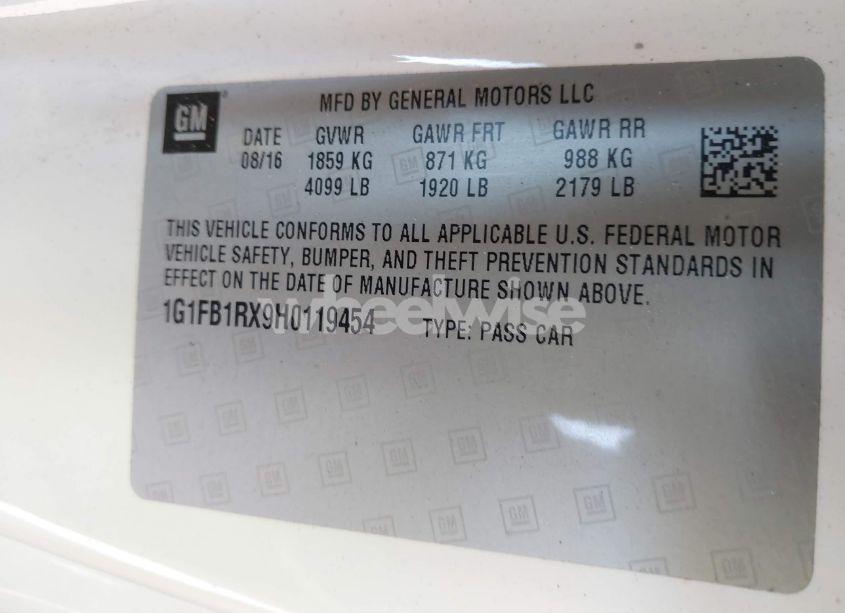 GM
MFD BY GENERAL MOTORS LLC
DATE GVWR GAWR FRT GAWR RR
08/16 1859 KG 871 KG 988 KG
4099 LB 1920 LB 2179 LB
THIS VEHICLE CONFORMS TO ALL APPLICABLE U.S. FEDERAL MOTOR
VEHICLE SAFETY, BUMPER, AND THEFT PREVENTION STANDARDS IN
EFFECT ON THE DATE OF MANUFACTURE SHOWN ABOVE.
1G1FB1RX9H0119454 TYPE: PASS CAR
wheelwise